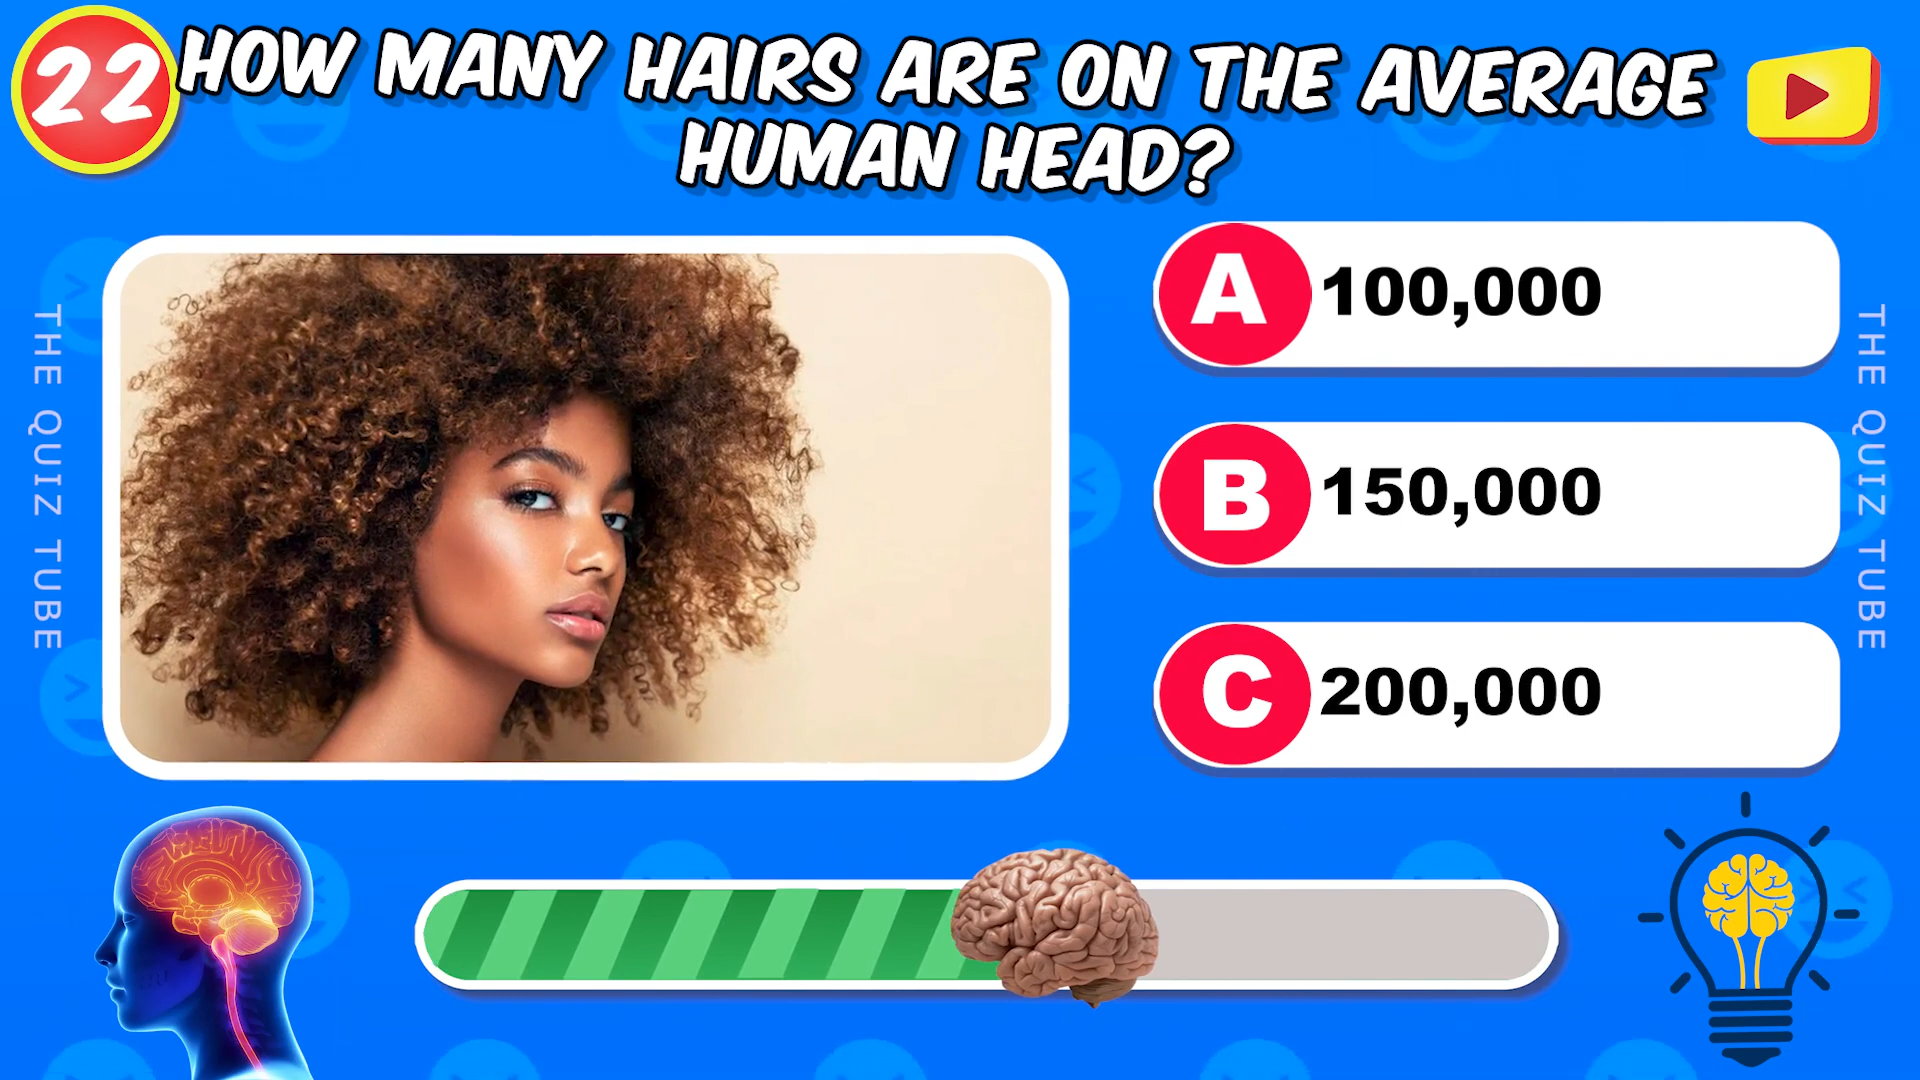 22
HOW MANY HAIRS ARE ON THE AVERAGE
HUMAN HEAD?
THE QUIZ TUBE
A 100,000
B 150,000
C 200,000
THE QUIZ TUBE